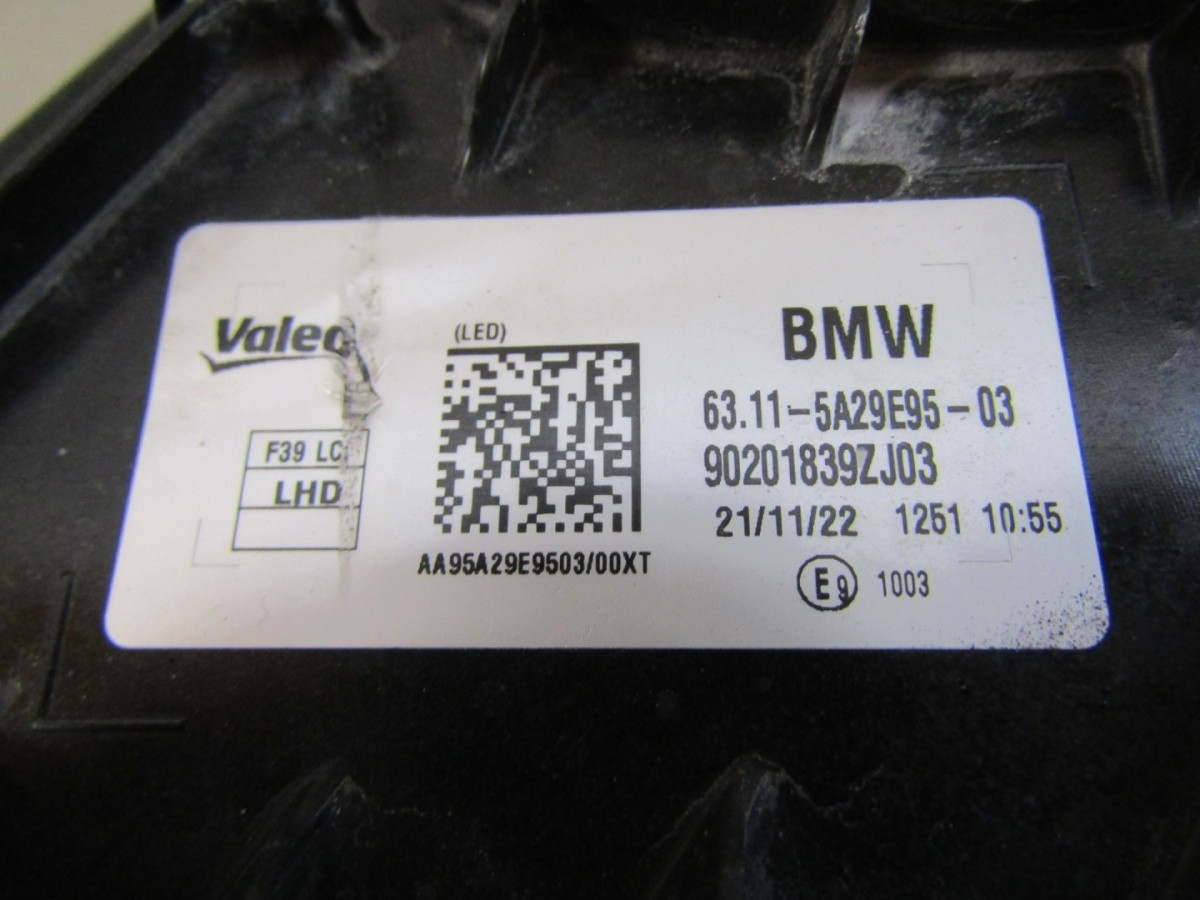 Valeo
F39 LC
LHD
(LED)
AA95A29E9503/00XT
BMW
63.11-5A29E95-03
90201839ZJ03
21/11/22 1251 10:55
E9 1003